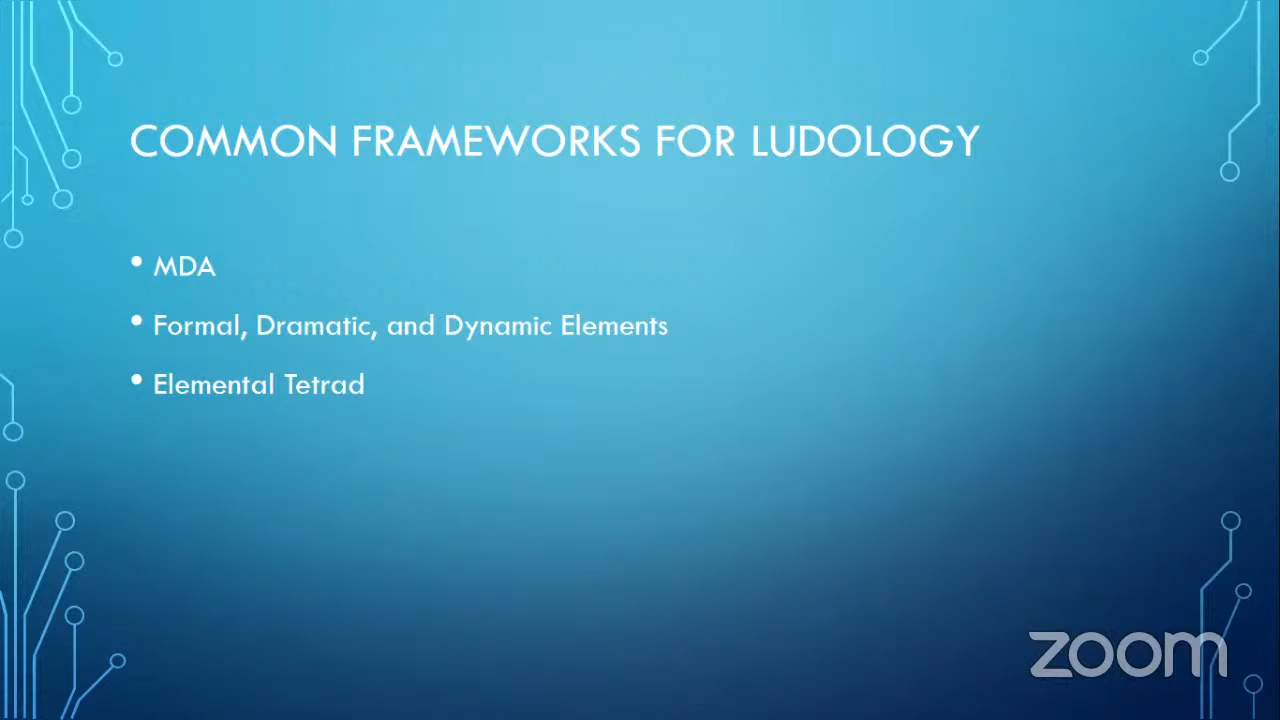 COMMON FRAMEWORKS FOR LUDOLOGY
• MDA
• Formal, Dramatic, and Dynamic Elements
• Elemental Tetrad
zoom